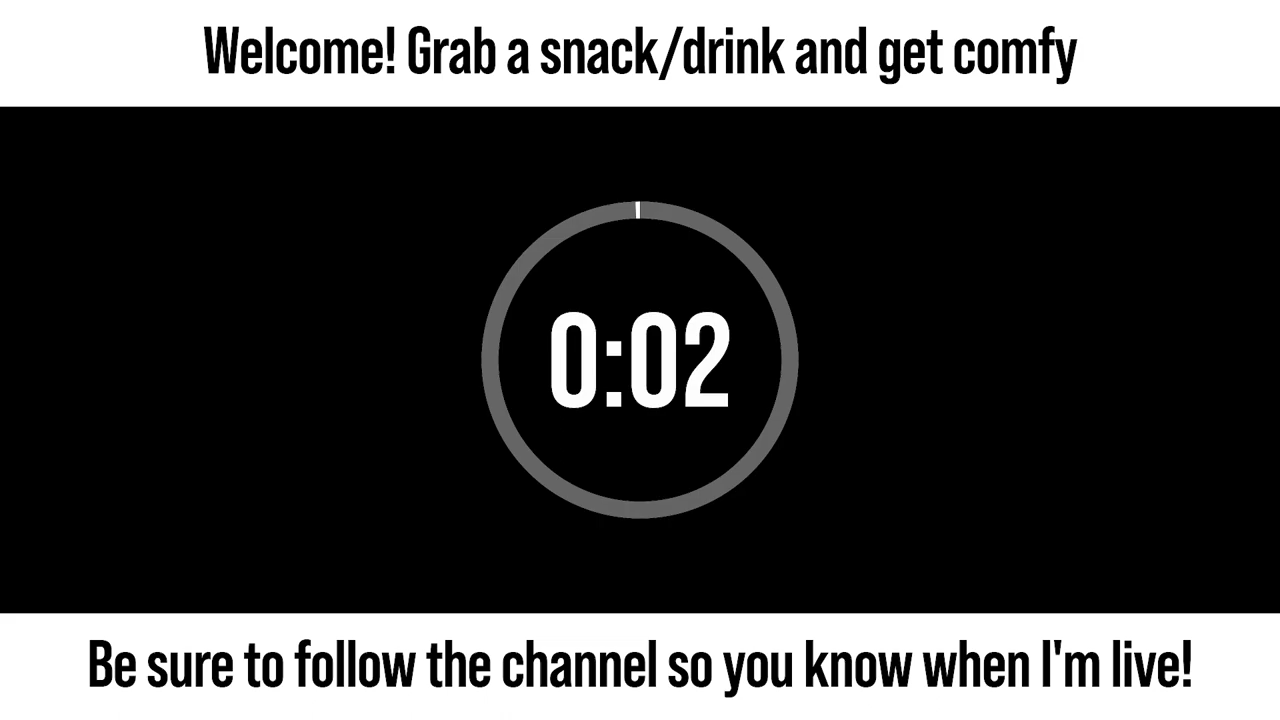 Welcome! Grab a snack/drink and get comfy
0:02
Be sure to follow the channel so you know when I'm live!